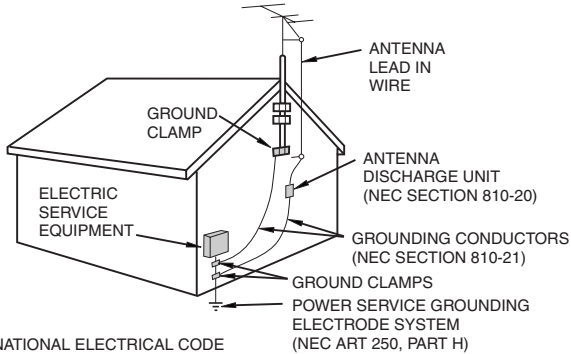 ANTENNA
LEAD IN
WIRE
GROUND
CLAMP
ANTENNA
DISCHARGE UNIT
(NEC SECTION 810-20)
ELECTRIC
SERVICE
EQUIPMENT
GROUNDING CONDUCTORS
(NEC SECTION 810-21)
GROUND CLAMPS
POWER SERVICE GROUNDING
ELECTRODE SYSTEM
(NEC ART 250, PART H)
NATIONAL ELECTRICAL CODE